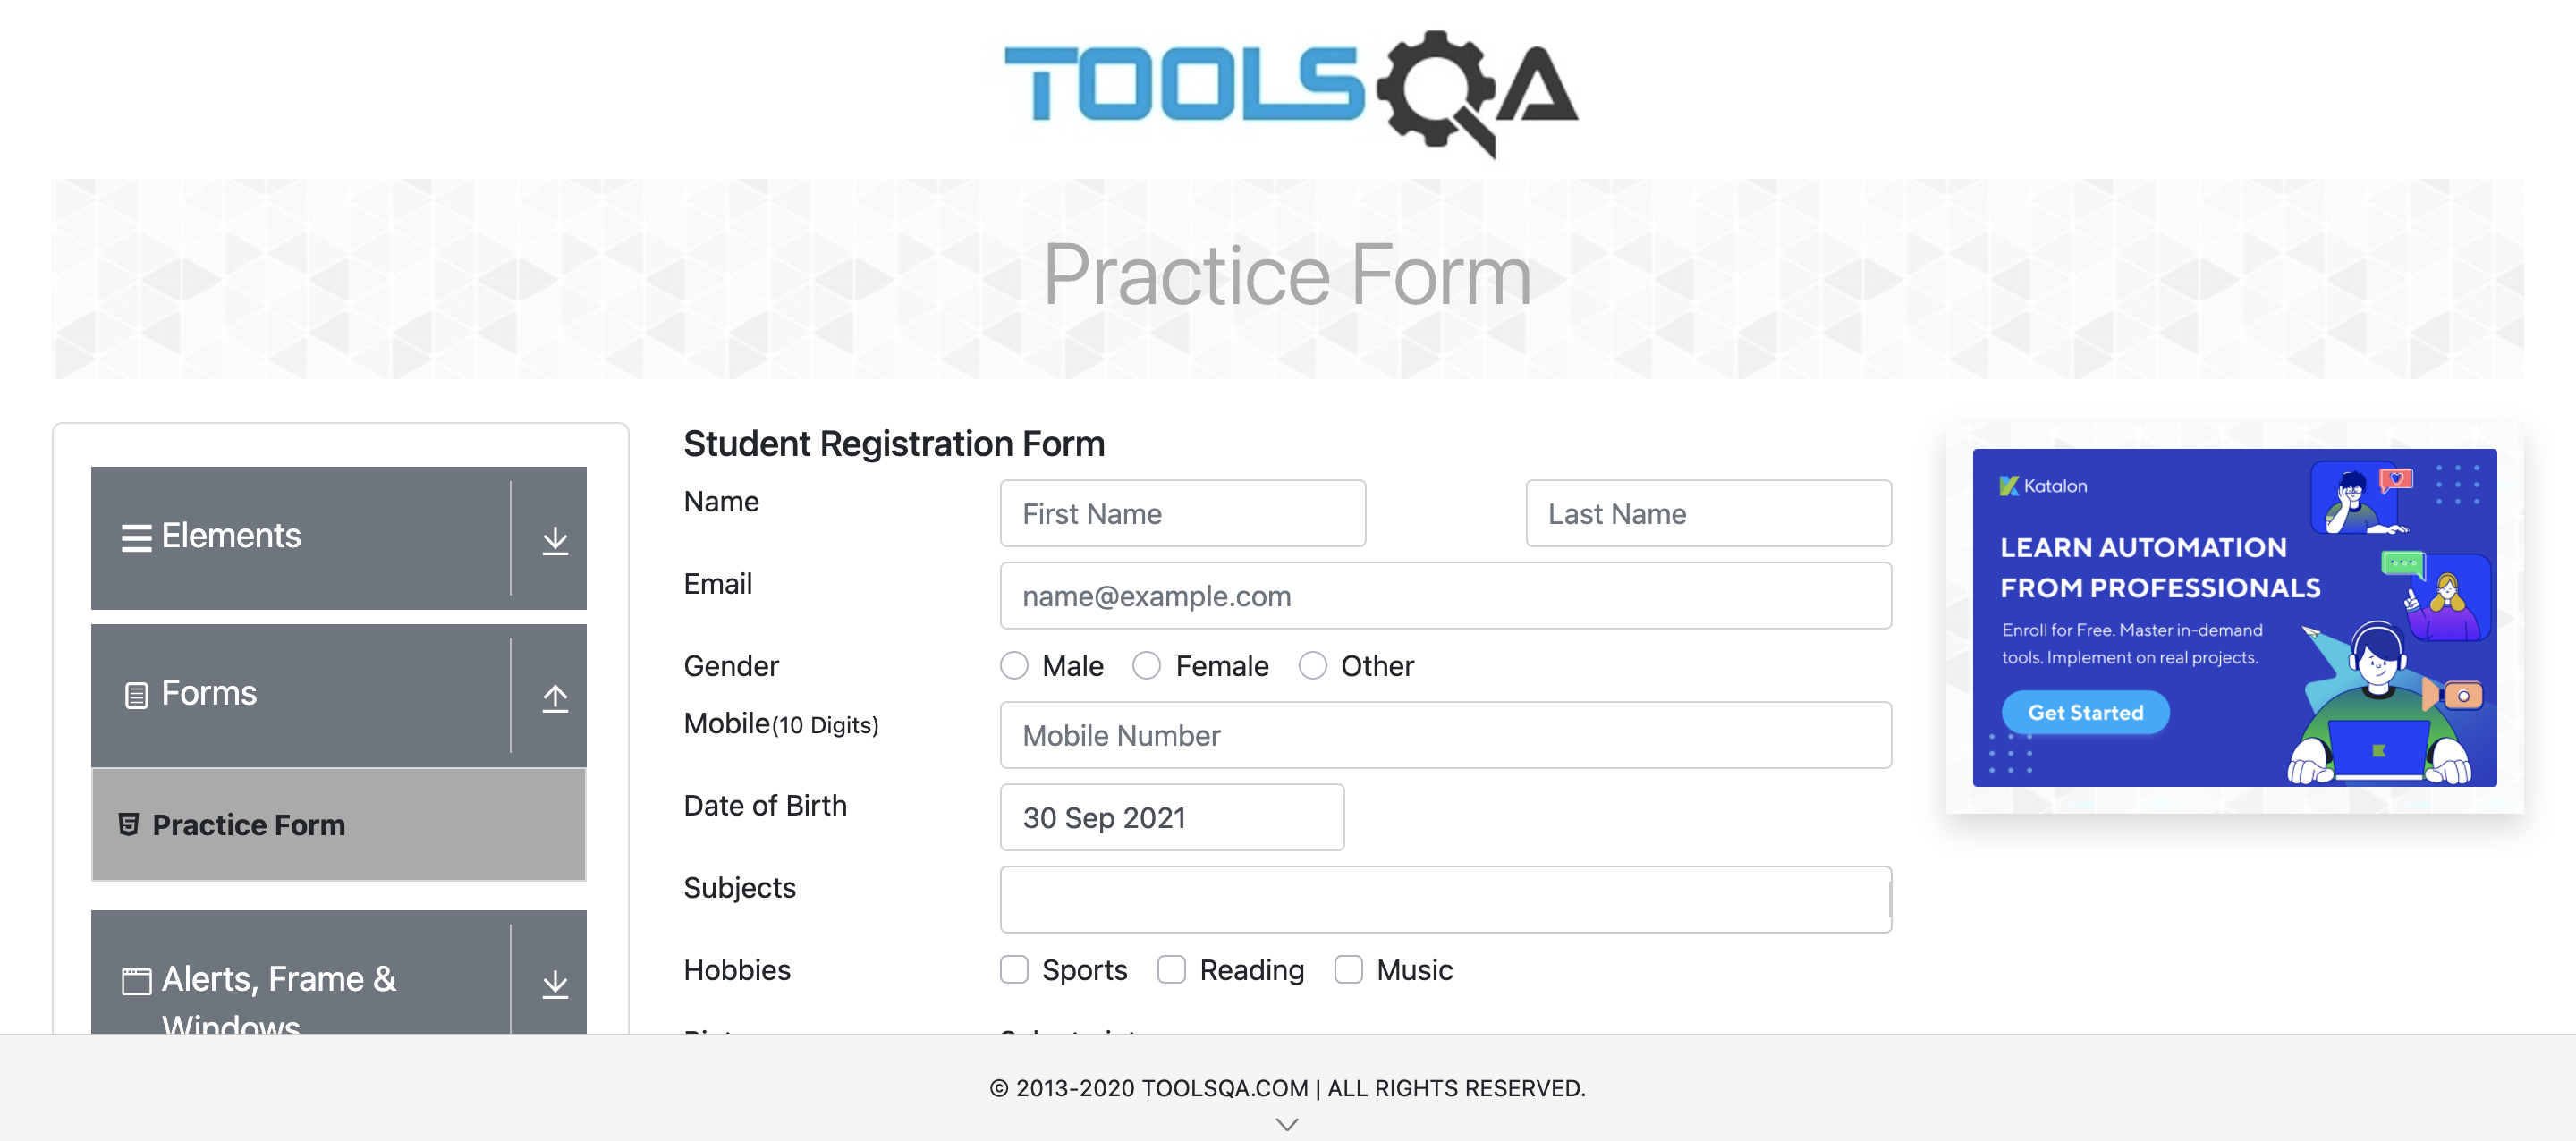 TOOLSQA
Practice Form
Elements
Forms
Practice Form
Alerts, Frame &
Windows
Student Registration Form
Name First Name Last Name
Email name@example.com
Gender Male Female Other
Mobile(10 Digits) Mobile Number
Date of Birth 30 Sep 2021
Subjects
Hobbies Sports Reading Music
Katalon
LEARN AUTOMATION
FROM PROFESSIONALS
Enroll for Free. Master in-demand
tools. Implement on real projects.
Get Started
© 2013-2020 TOOLSQA.COM | ALL RIGHTS RESERVED.